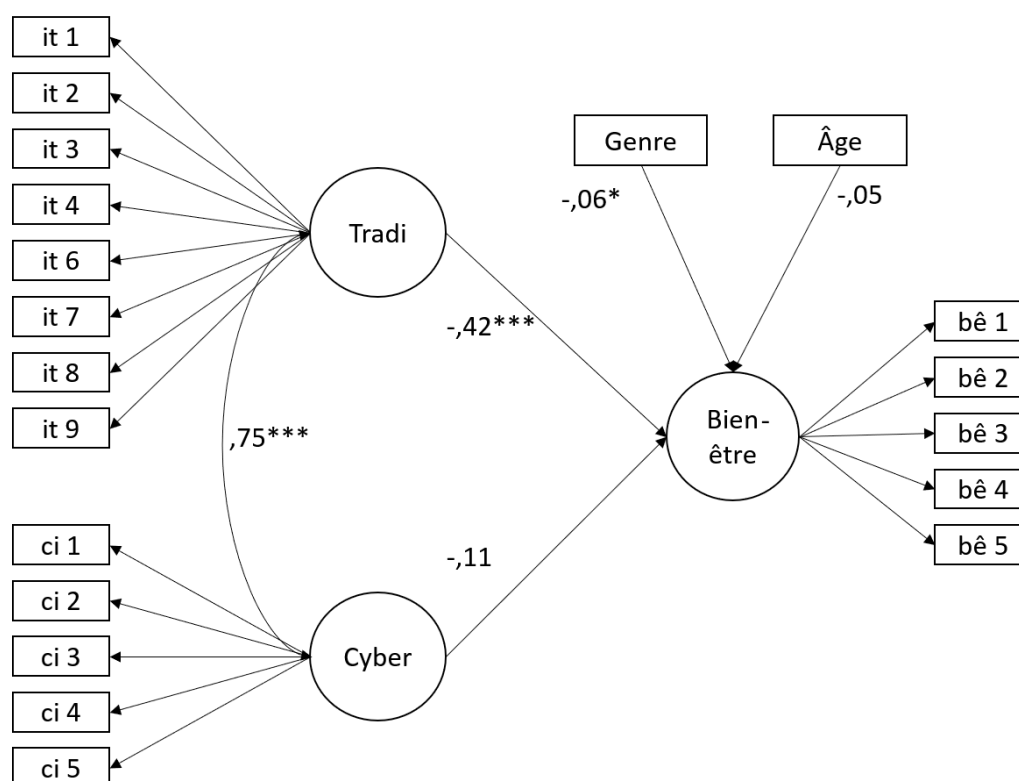 it 1
it 2
it 3
it 4
it 6
it 7
it 8
it 9
Tradi
,75***
ci 1
ci 2
ci 3
ci 4
ci 5
Cyber
-,42***
-,11
Genre
Âge
-,06*
-,05
Bien-
être
bê 1
bê 2
bê 3
bê 4
bê 5